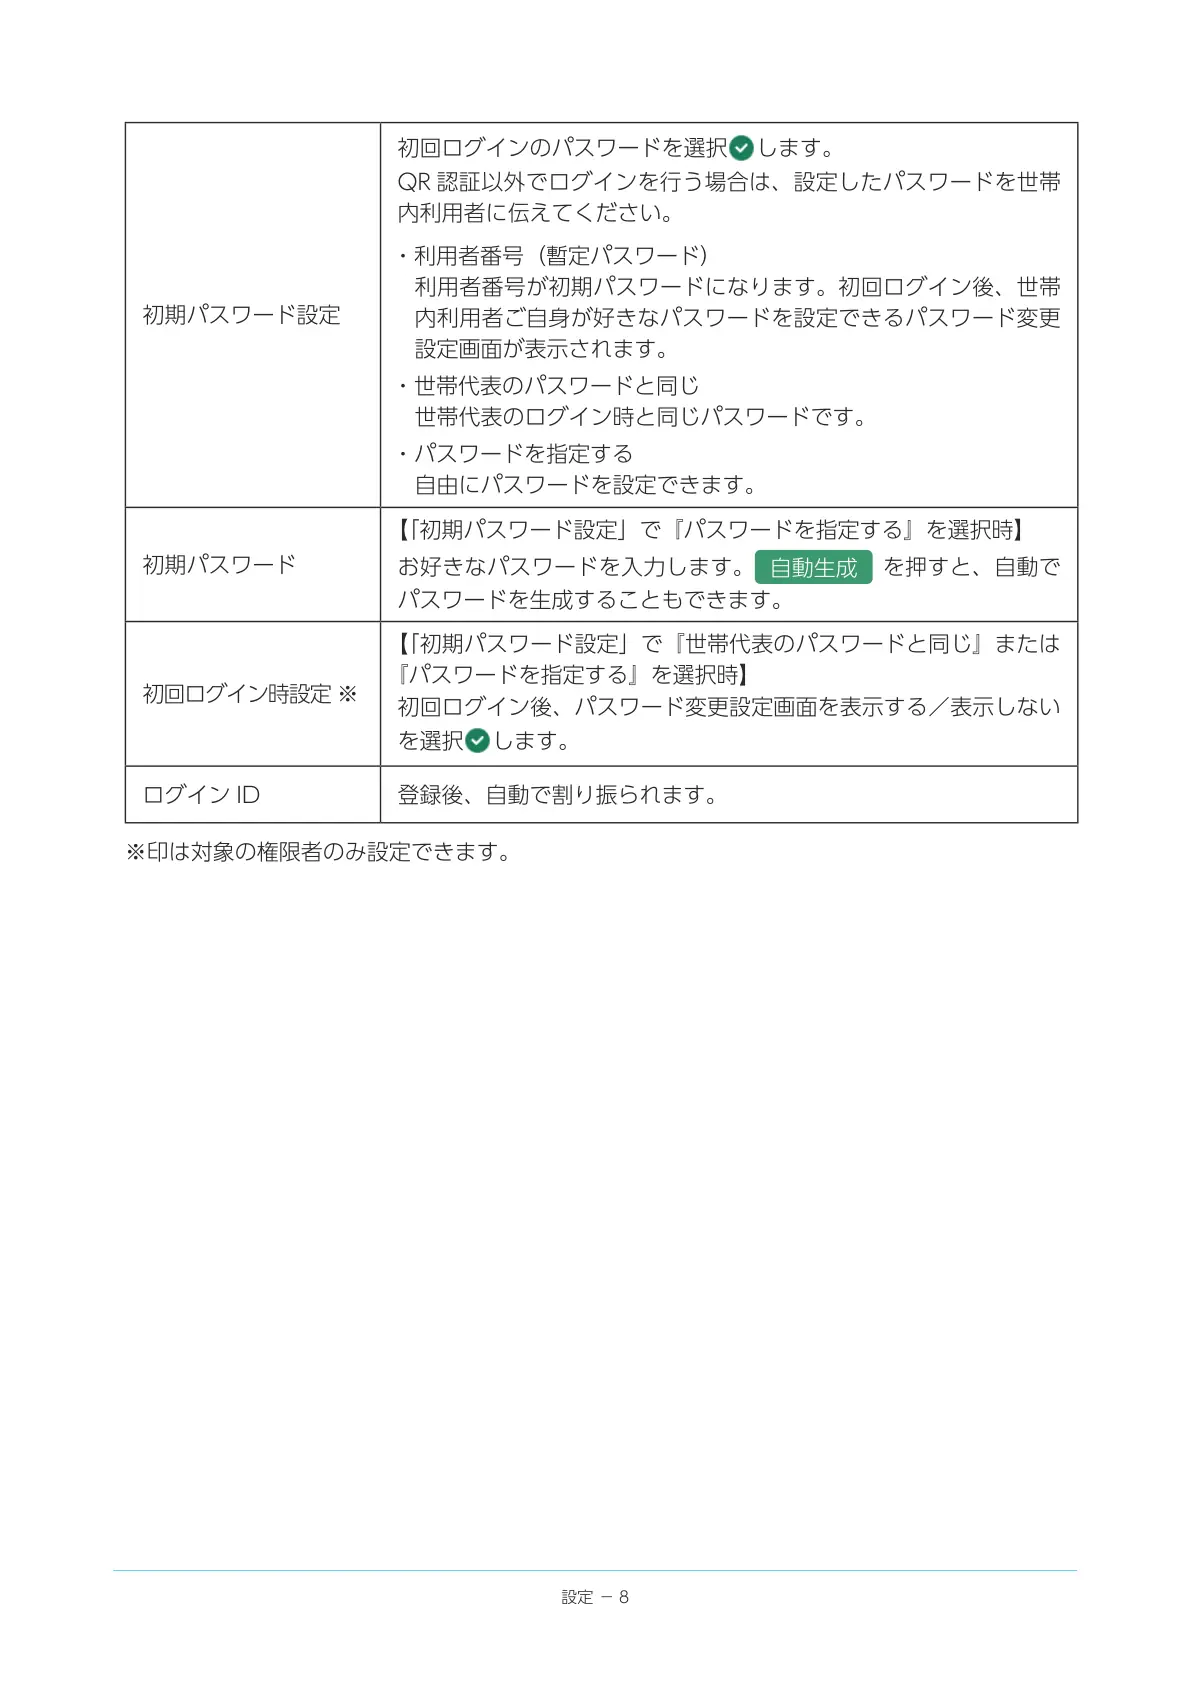 初期パスワード設定
初回ログインのパスワードを選択します。
QR 認証以外でログインを行う場合は、設定したパスワードを世帯
内利用者に伝えてください。
・利用者番号（暫定パスワード）
利用者番号が初期パスワードになります。初回ログイン後、世帯
内利用者ご自身が好きなパスワードを設定できるパスワード変更
設定画面が表示されます。
・世帯代表のパスワードと同じ
世帯代表のログイン時と同じパスワードです。
・パスワードを指定する
自由にパスワードを設定できます。
初期パスワード
【「初期パスワード設定」で『パスワードを指定する』を選択時】
お好きなパスワードを入力します。 自動生成 を押すと、自動で
パスワードを生成することもできます。
初回ログイン時設定 ※
【「初期パスワード設定」で『世帯代表のパスワードと同じ』または
『パスワードを指定する』を選択時】
初回ログイン後、パスワード変更設定画面を表示する／表示しない
を選択します。
ログイン ID
登録後、自動で割り振られます。
※印は対象の権限者のみ設定できます。
設定 － 8